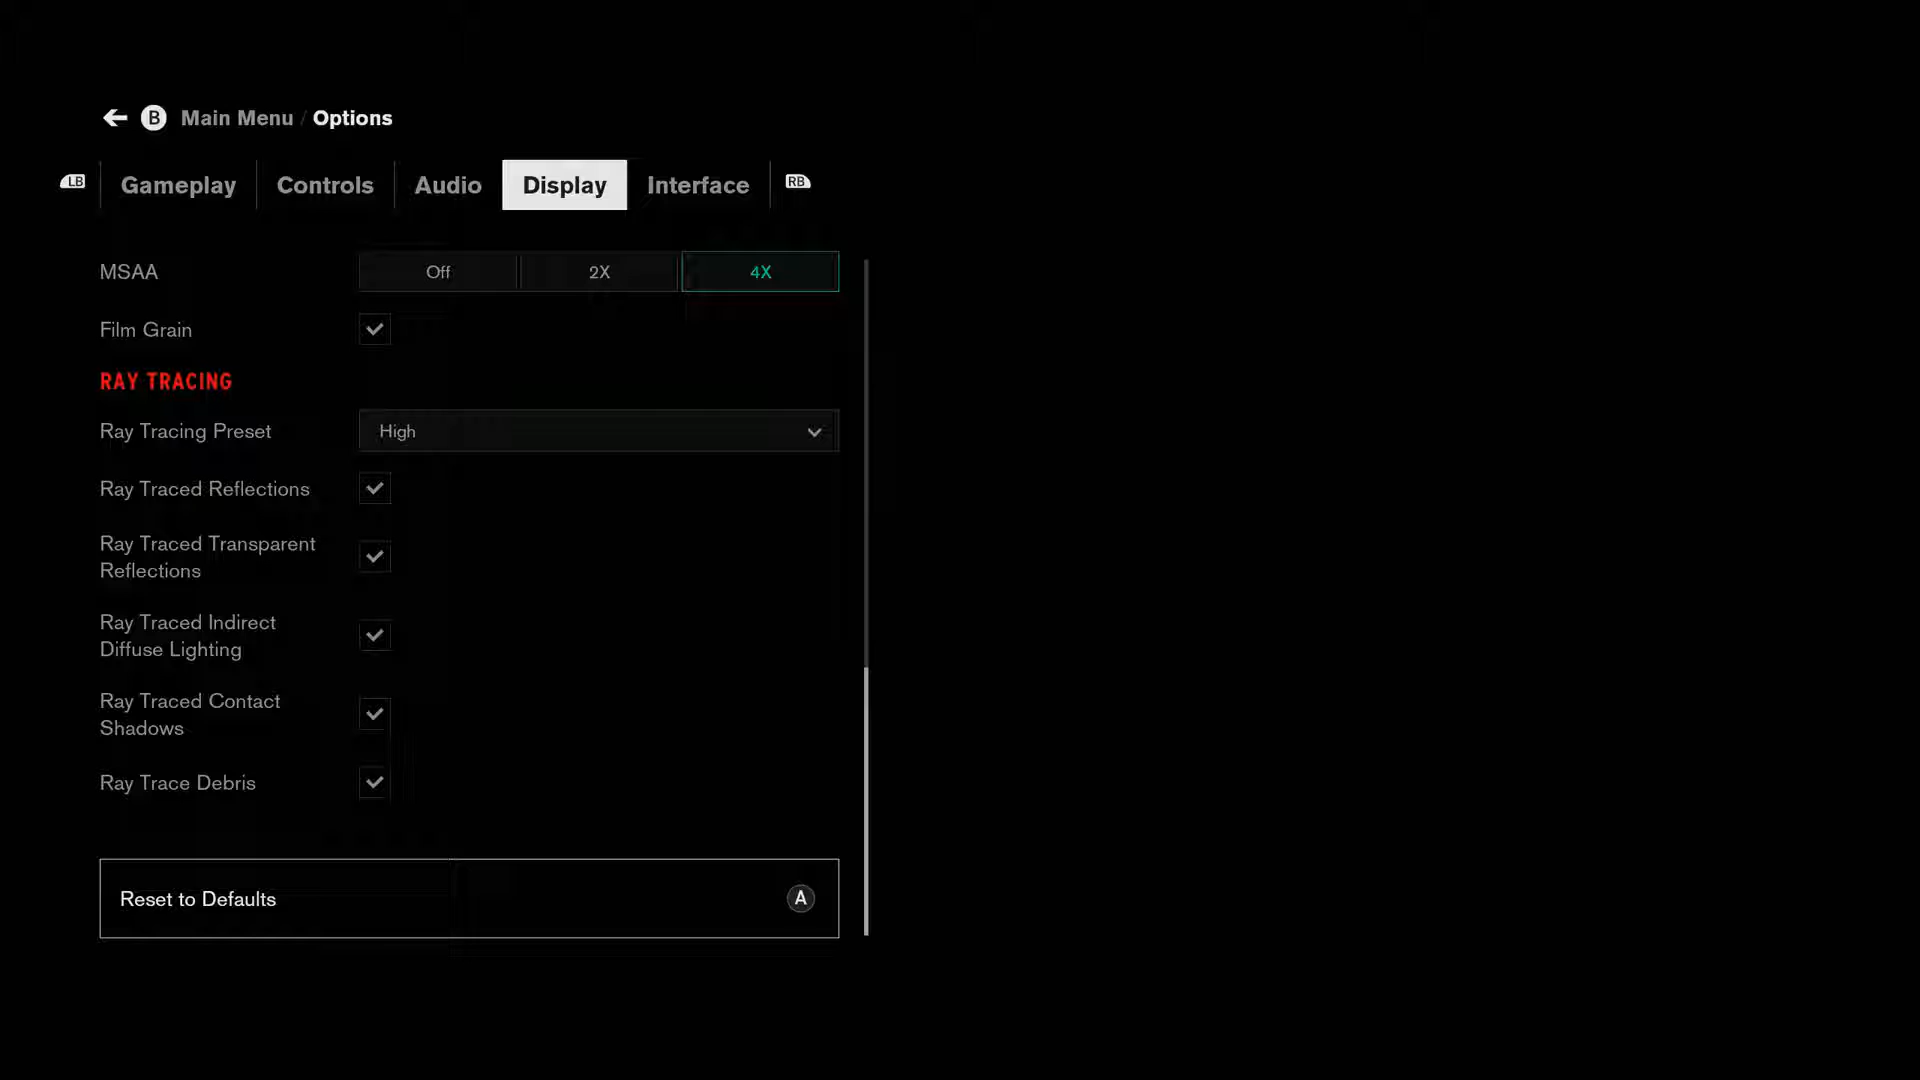 B Main Menu / Options
LB Gameplay Controls Audio Display Interface RB
MSAA Off 2X 4X
Film Grain
RAY TRACING
Ray Tracing Preset High
Ray Traced Reflections
Ray Traced Transparent
Reflections
Ray Traced Indirect
Diffuse Lighting
Ray Traced Contact
Shadows
Ray Trace Debris
Reset to Defaults A